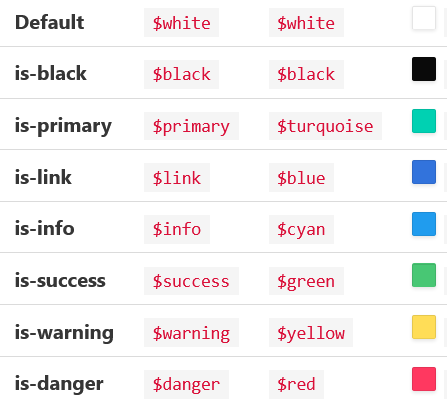 Default $white $white
is-black $black $black
is-primary $primary $turquoise
is-link $link $blue
is-info $info $cyan
is-success $success $green
is-warning $warning $yellow
is-danger $danger $red